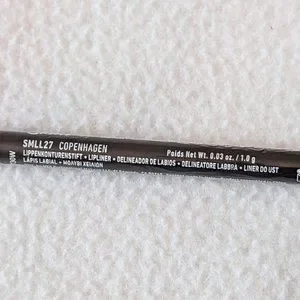 SMLL27 COPENHAGEN
LIPPENKONTURENSTIFT • LIPLINER • DELINEADOR DE LABIOS • DELINEATORE LABBRA • LINER DO UST
LÁPIS LABIAL • ΜΟΛΥΒΙ ΧΕΙΛΙΩΝ
Poids Net Wt. 0.03 oz. / 1.0 g